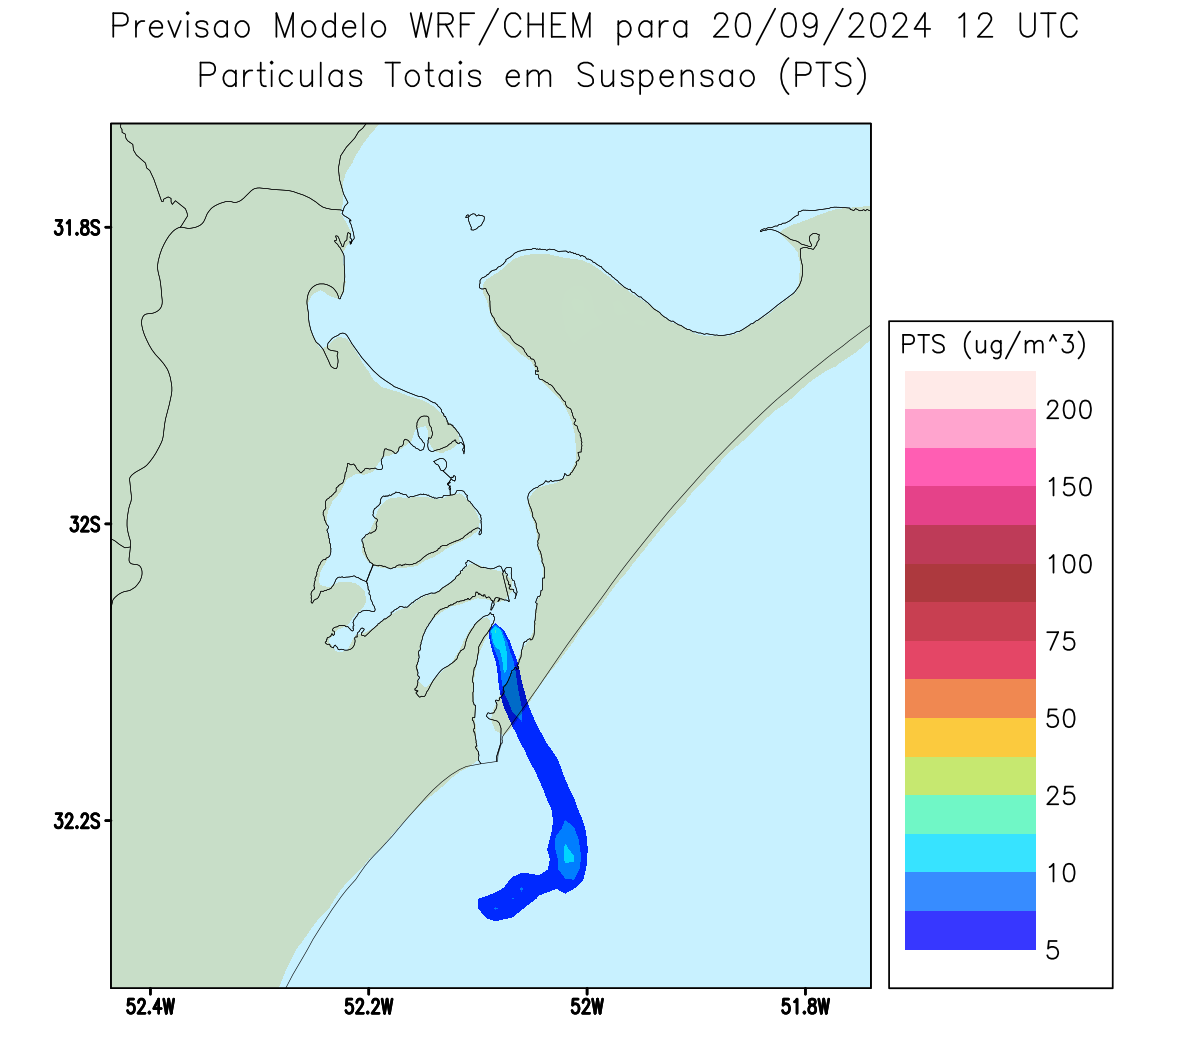 Previsao Modelo WRF/CHEM para 20/09/2024 12 UTC
Particulas Totais em Suspensao (PTS)
31.8S
32S
32.2S
52.4W
52.2W
52W
51.8W
PTS (ug/m^3)
200
150
100
75
50
25
10
5